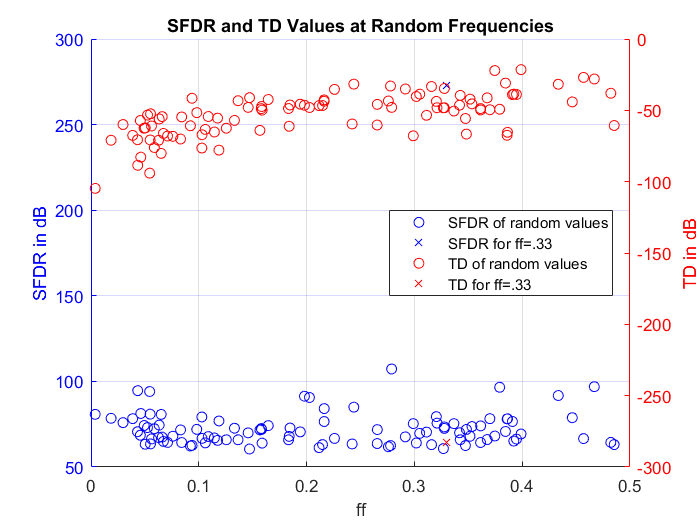 SFDR and TD Values at Random Frequencies
300
250
200
150
100
50
SFDR in dB
0
-50
-100
-150
-200
-250
-300
TD in dB
SFDR of random values
SFDR for ff=.33
TD of random values
TD for ff=.33
0
0.1
0.2
0.3
0.4
0.5
ff